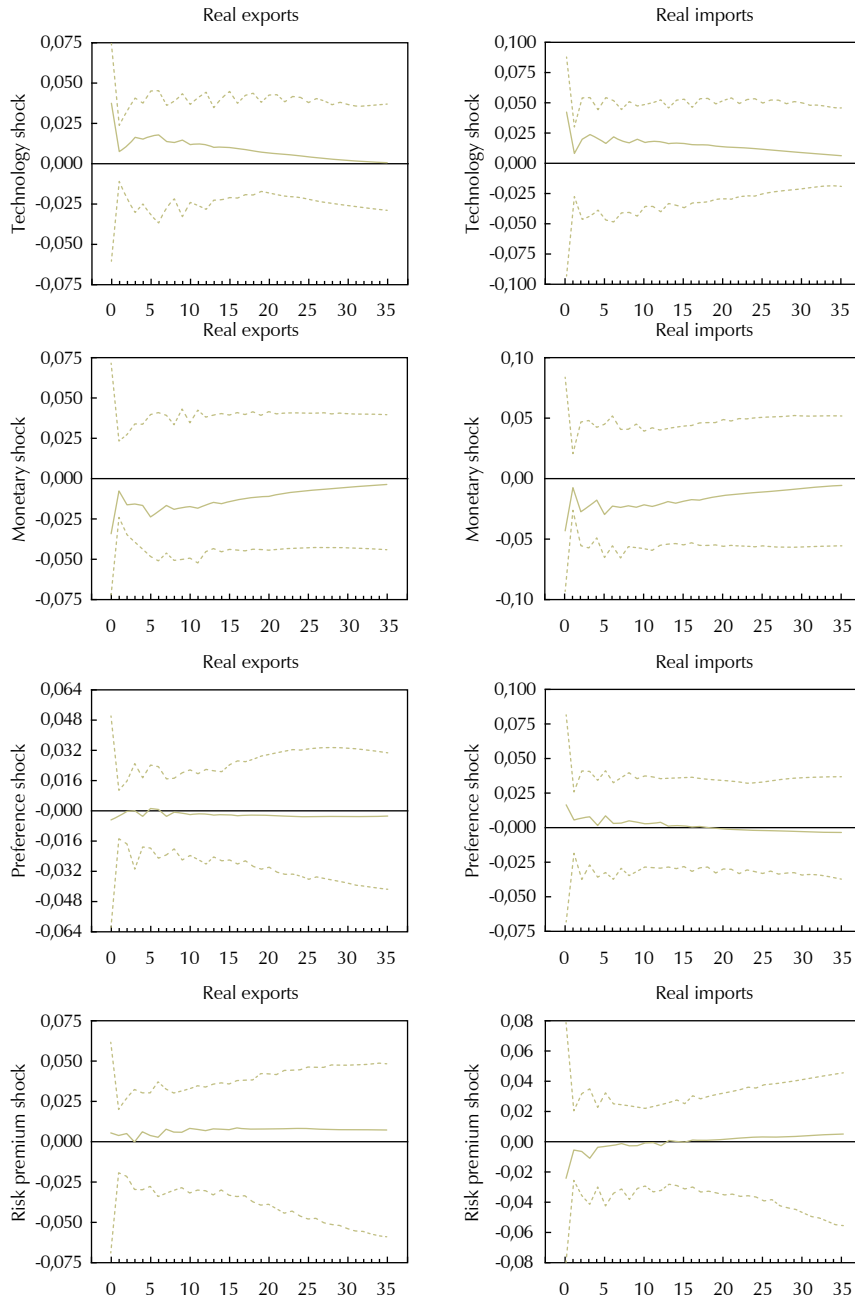 Real exports
Technology shock
0,075
0,050
0,025
0,000
-0,025
-0,050
-0,075
0 5 10 15 20 25 30 35
Real imports
Technology shock
0,100
0,075
0,050
0,025
0,000
-0,025
-0,050
-0,075
-0,100
0 5 10 15 20 25 30 35
Real exports
Monetary shock
0,075
0,050
0,025
0,000
-0,025
-0,050
-0,075
0 5 10 15 20 25 30 35
Real imports
Monetary shock
0,10
0,05
0,00
-0,05
-0,10
0 5 10 15 20 25 30 35
Real exports
Preference shock
0,064
0,048
0,032
0,016
-0,000
-0,016
-0,032
-0,048
-0,064
0 5 10 15 20 25 30 35
Real imports
Preference shock
0,100
0,075
0,050
0,025
-0,000
-0,025
-0,050
-0,075
0 5 10 15 20 25 30 35
Real exports
Risk premium shock
0,075
0,050
0,025
0,000
-0,025
-0,050
-0,075
0 5 10 15 20 25 30 35
Real imports
Risk premium shock
0,08
0,06
0,04
0,02
0,00
-0,02
-0,04
-0,06
-0,08
0 5 10 15 20 25 30 35